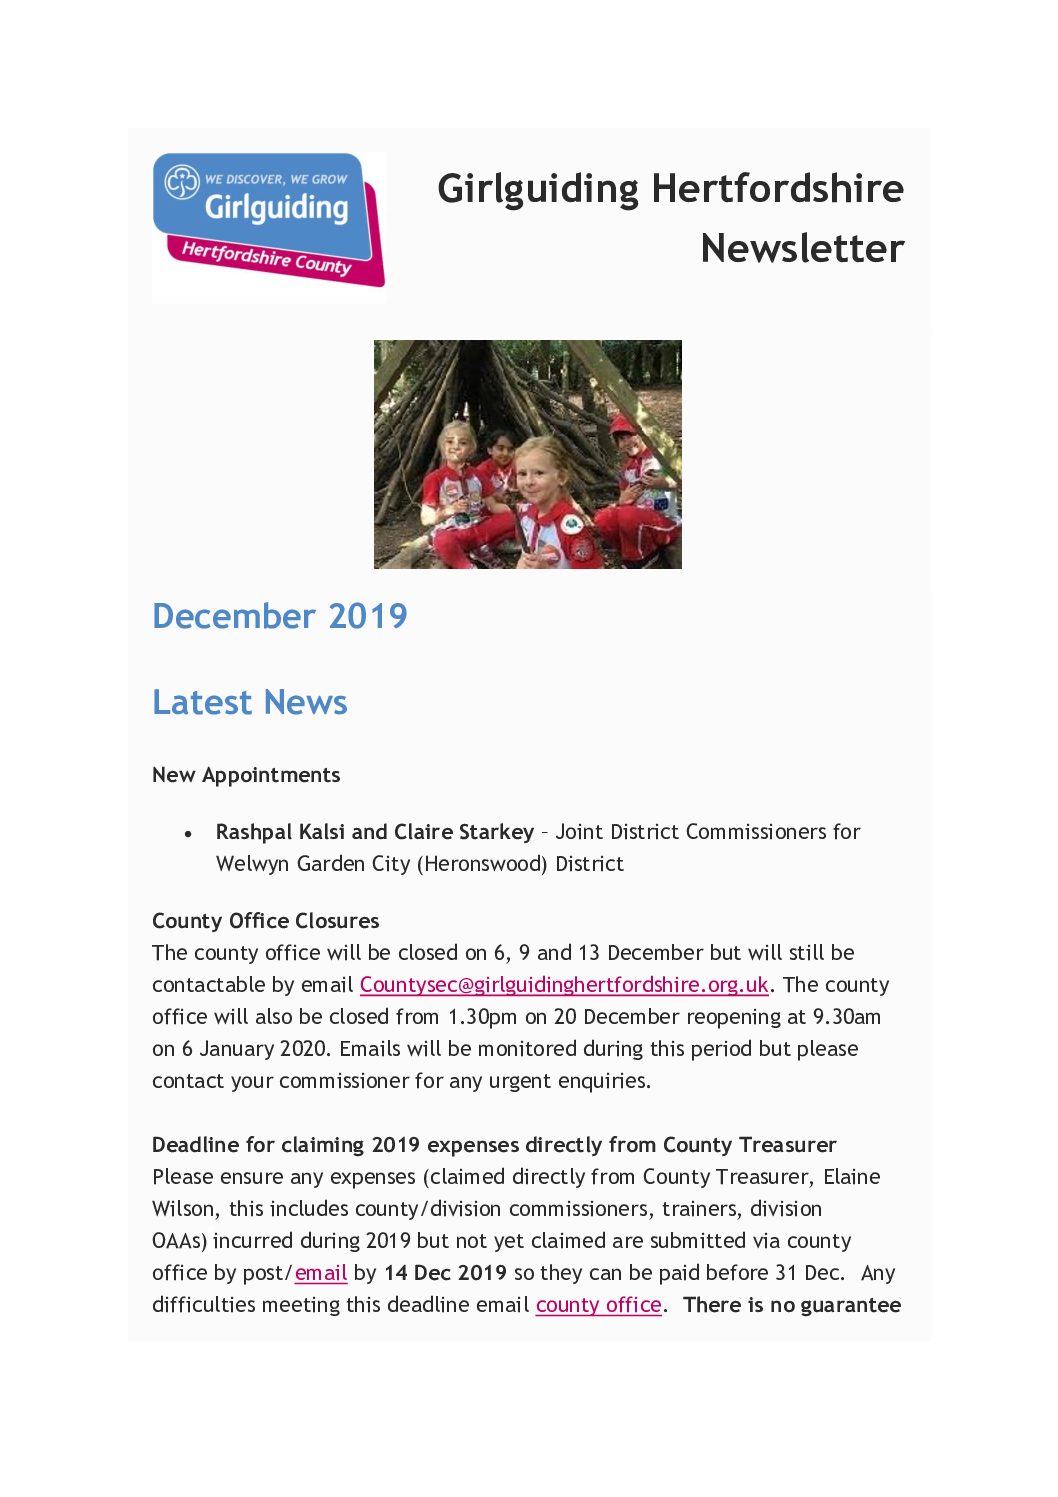 WE DISCOVER, WE GROW
Girlguiding
Hertfordshire County
Girlguiding Hertfordshire
Newsletter
December 2019
Latest News
New Appointments
• Rashpal Kalsi and Claire Starkey – Joint District Commissioners for
Welwyn Garden City (Heronswood) District
County Office Closures
The county office will be closed on 6, 9 and 13 December but will still be
contactable by email Countysec@girlguidinghertfordshire.org.uk. The county
office will also be closed from 1.30pm on 20 December reopening at 9.30am
on 6 January 2020. Emails will be monitored during this period but please
contact your commissioner for any urgent enquiries.
Deadline for claiming 2019 expenses directly from County Treasurer
Please ensure any expenses (claimed directly from County Treasurer, Elaine
Wilson, this includes county/division commissioners, trainers, division
OAAs) incurred during 2019 but not yet claimed are submitted via county
office by post/email by 14 Dec 2019 so they can be paid before 31 Dec.  Any
difficulties meeting this deadline email county office.  There is no guarantee